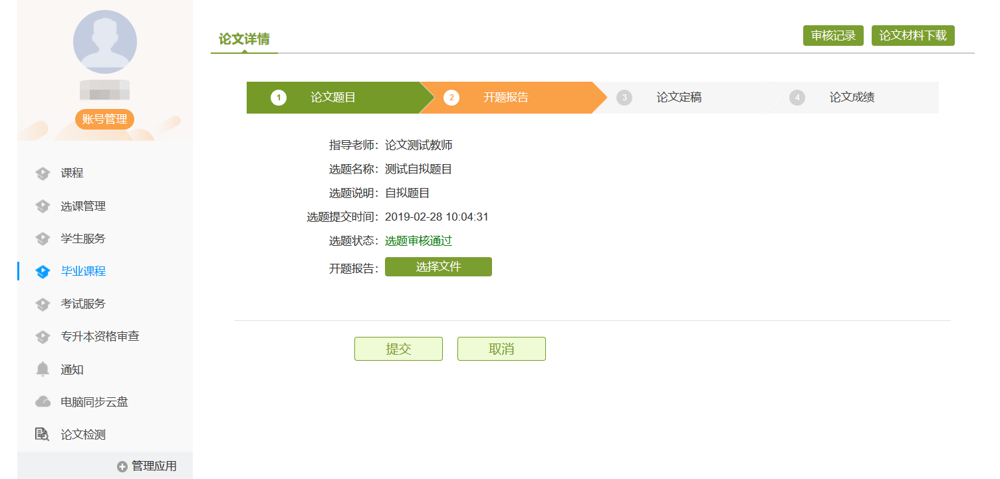 账号管理
课程
选课管理
学生服务
毕业课程
考试服务
专升本资格审查
通知
电脑同步云盘
论文检测
管理应用
论文详情
审核记录
论文材料下载
1 论文题目
2 开题报告
3 论文定稿
4 论文成绩
指导老师：论文测试教师
选题名称：测试自拟题目
选题说明：自拟题目
选题提交时间：2019-02-28 10:04:31
选题状态：选题审核通过
开题报告：选择文件
提交
取消